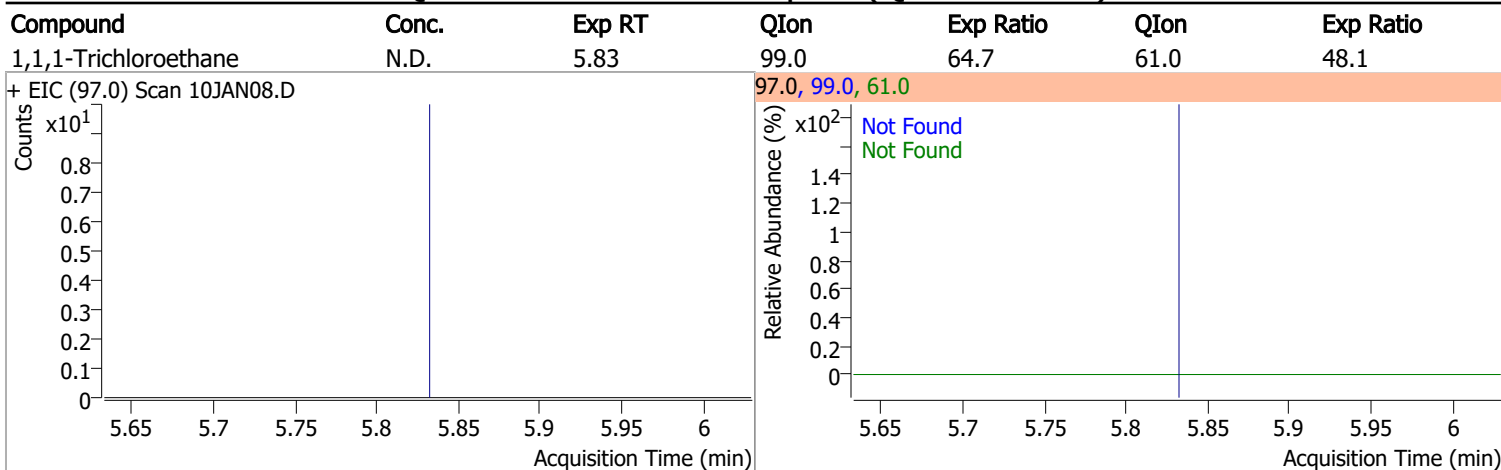 Compound Conc. Exp RT QIon Exp Ratio QIon Exp Ratio
1,1,1-Trichloroethane N.D. 5.83 99.0 64.7 61.0 48.1
+ EIC (97.0) Scan 10JAN08.D
Counts
x10¹
0.8
0.7
0.6
0.5
0.4
0.3
0.2
0.1
0
5.65 5.7 5.75 5.8 5.85 5.9 5.95 6
Acquisition Time (min)
97.0, 99.0, 61.0
Relative Abundance (%)
x10²
Not Found
Not Found
1.4
1.2
1
0.8
0.6
0.4
0.2
0
5.65 5.7 5.75 5.8 5.85 5.9 5.95 6
Acquisition Time (min)